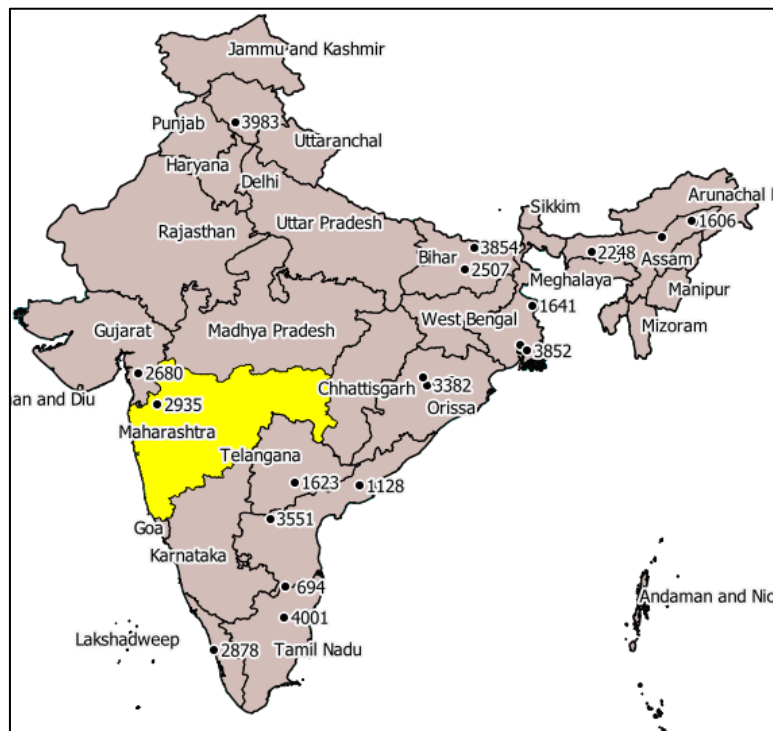 Jammu and Kashmir
Punjab
3983
Uttaranchal
Haryana
Delhi
Sikkim
Arunachal
1606
Rajasthan
Uttar Pradesh
3854
Bihar
2507
2248
Assam
Meghalaya
Manipur
1641
Gujarat
Madhya Pradesh
West Bengal
Mizoram
3852
2680
Chhattisgarh
3382
an and Diu
2935
Orissa
Maharashtra
Telangana
1623
1128
Goa
3551
Karnataka
694
Andaman and Nic
4001
Lakshadweep
2878
Tamil Nadu